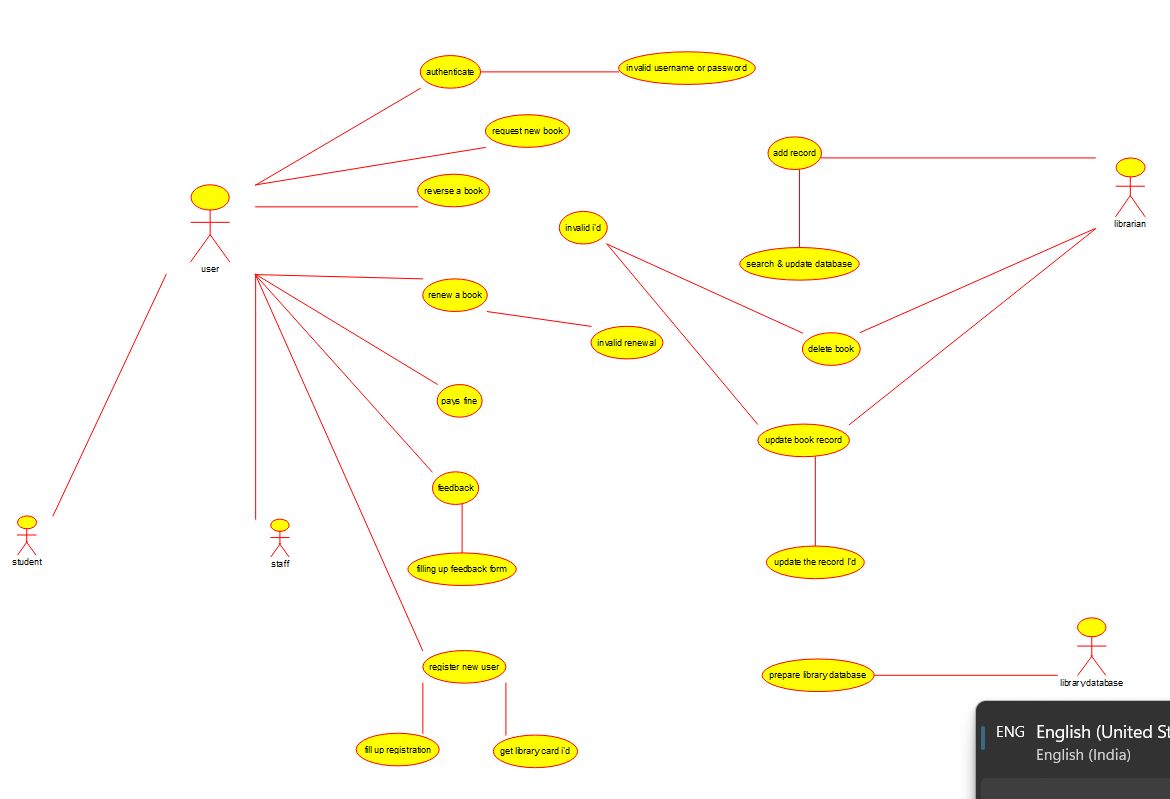 authenticate
invalid username or password
request new book
add record
reverse a book
librarian
invalid i'd
user
search & update database
renew a book
invalid renewal
delete book
pays fine
update book record
feedback
student
staff
filling up feedback form
update the record I'd
register new user
prepare library database
librarydatabase
fill up registration
get library card i'd
ENG English (United St
English (India)